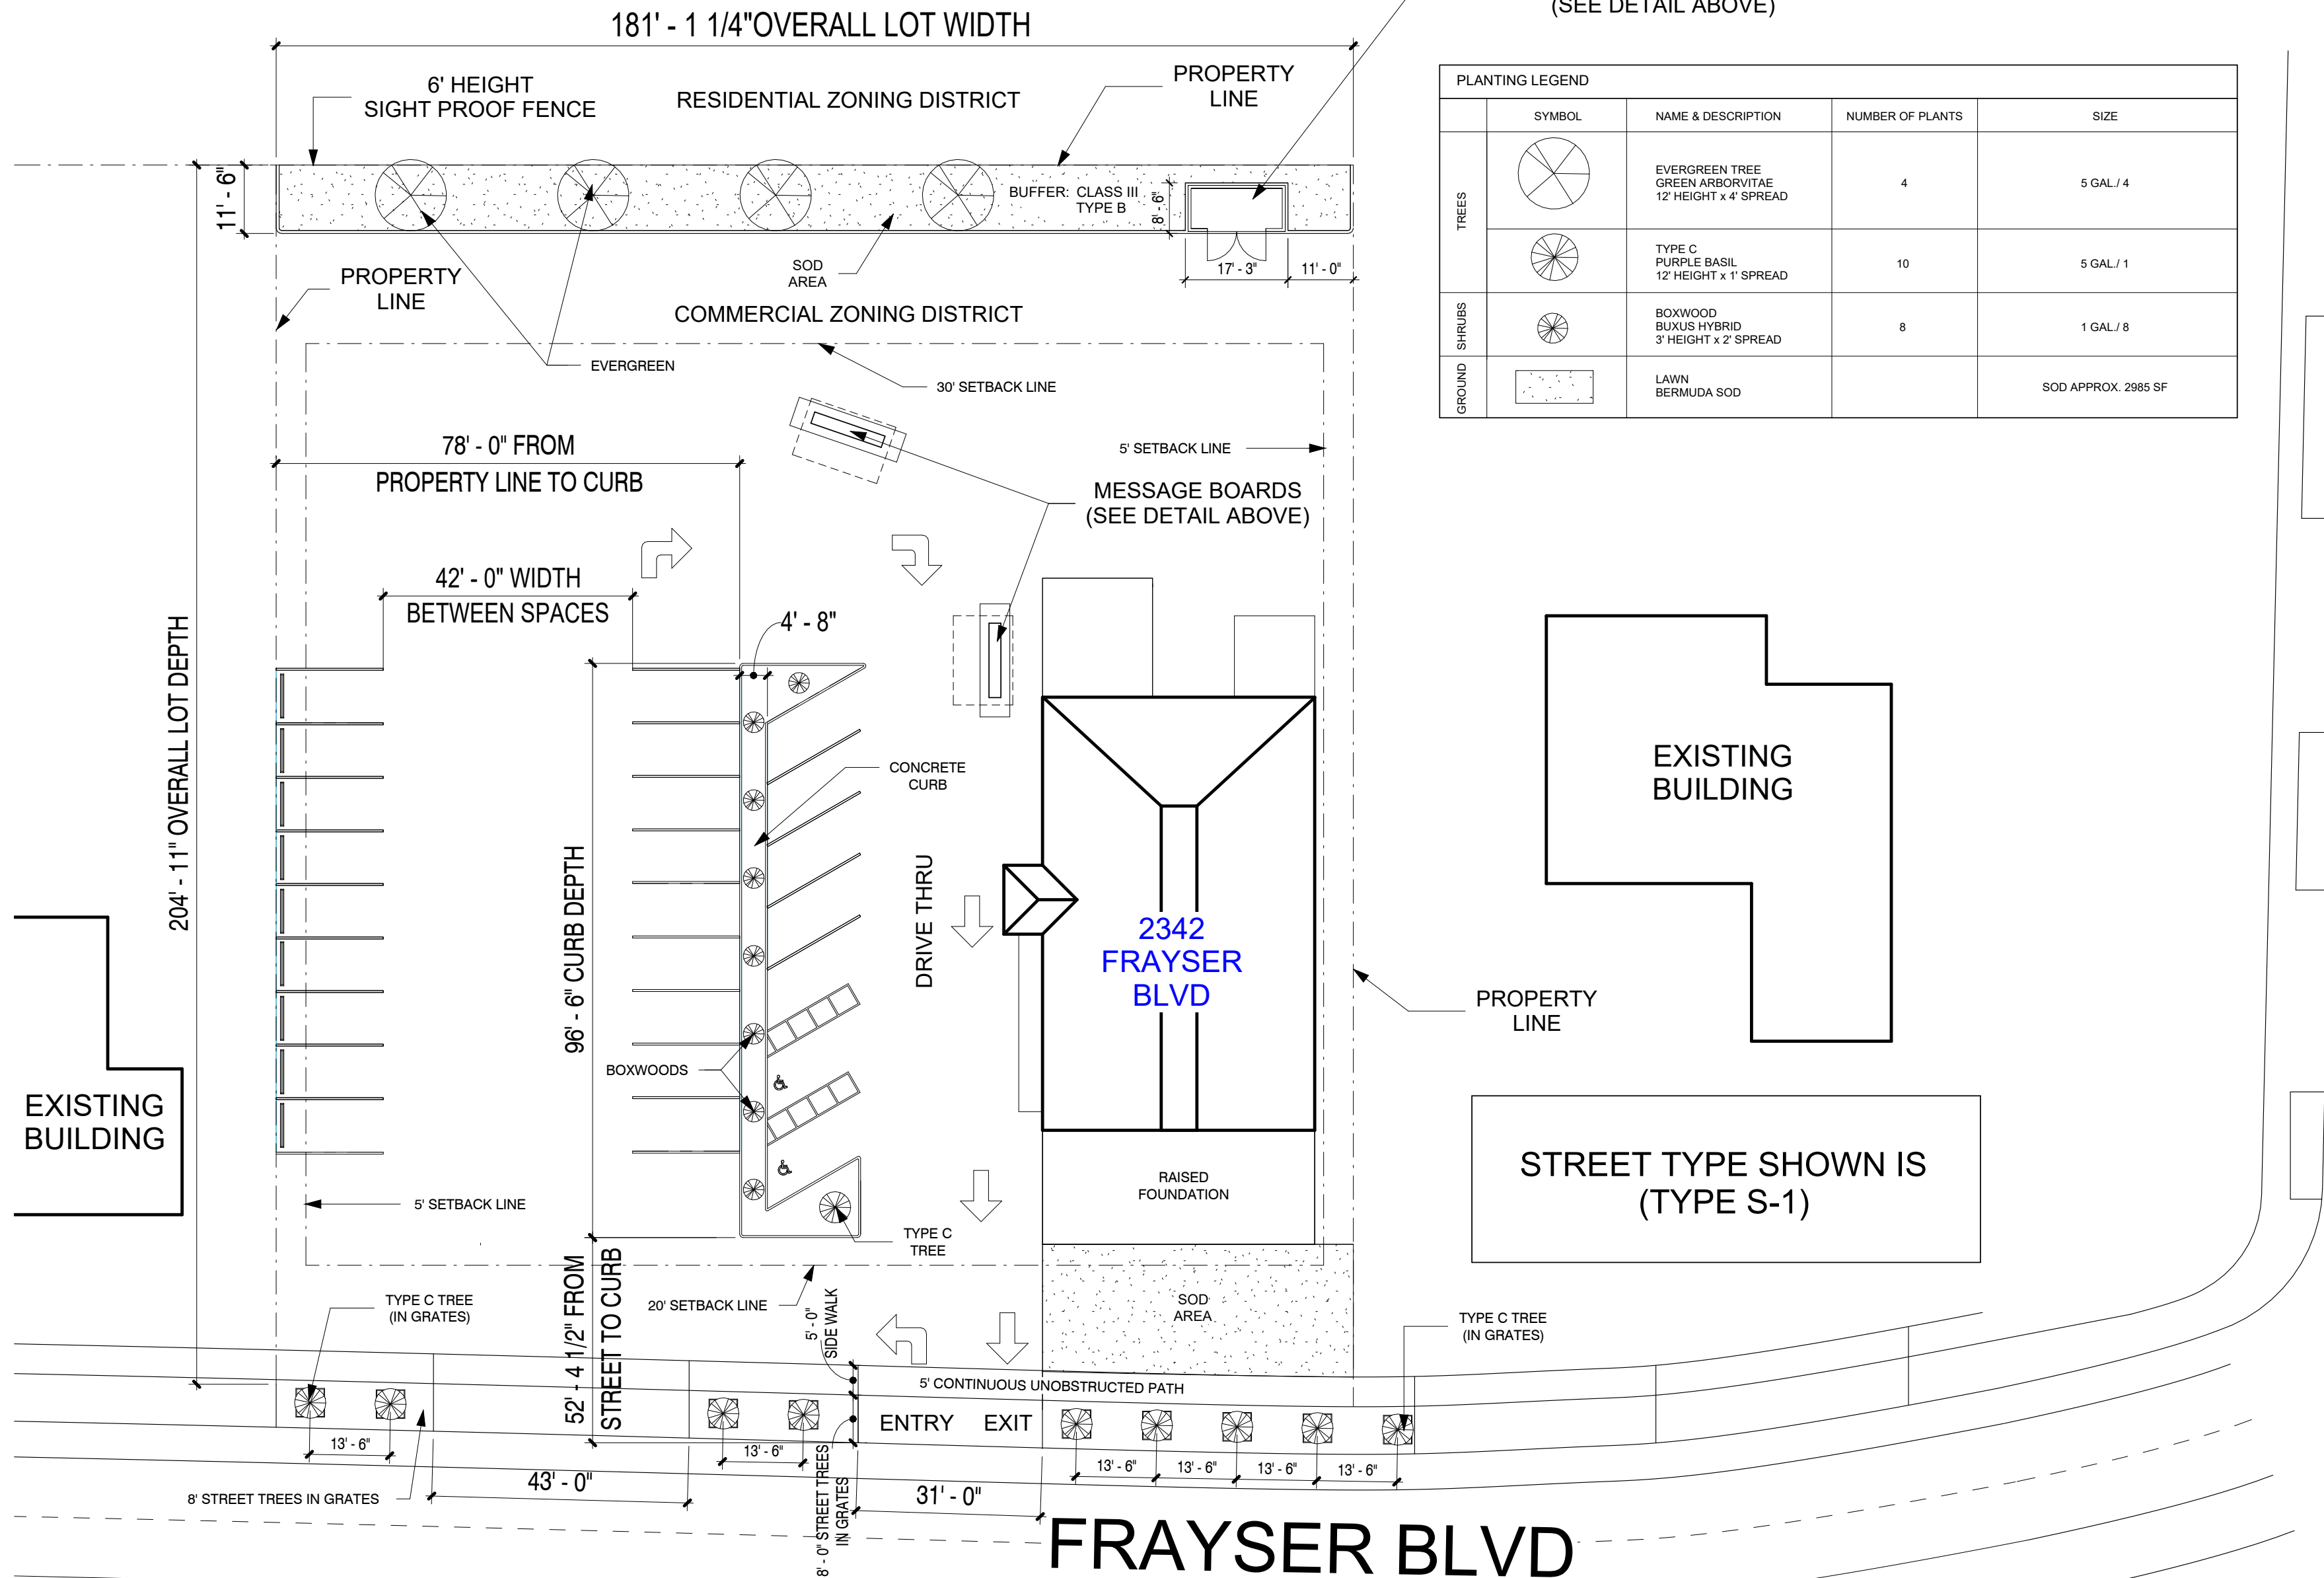 181' - 1 1/4"OVERALL LOT WIDTH
(SEE DETAIL ABOVE)
6' HEIGHT
SIGHT PROOF FENCE
RESIDENTIAL ZONING DISTRICT
PROPERTY
LINE
11' - 6"
BUFFER: CLASS III
TYPE B
8' - 6"
17' - 3"
11' - 0"
SOD
AREA
PROPERTY
LINE
COMMERCIAL ZONING DISTRICT
EVERGREEN
30' SETBACK LINE
PLANTING LEGEND
SYMBOL
NAME & DESCRIPTION
NUMBER OF PLANTS
SIZE
TREES
EVERGREEN TREE
GREEN ARBORVITAE
12' HEIGHT x 4' SPREAD
4
5 GAL./ 4
TYPE C
PURPLE BASIL
12' HEIGHT x 1' SPREAD
10
5 GAL./ 1
SHRUBS
BOXWOOD
BUXUS HYBRID
3' HEIGHT x 2' SPREAD
8
1 GAL./ 8
GROUND
LAWN
BERMUDA SOD
SOD APPROX. 2985 SF
78' - 0" FROM
PROPERTY LINE TO CURB
5' SETBACK LINE
MESSAGE BOARDS
(SEE DETAIL ABOVE)
42' - 0" WIDTH
BETWEEN SPACES
4' - 8"
204' - 11" OVERALL LOT DEPTH
96' - 6" CURB DEPTH
CONCRETE
CURB
DRIVE THRU
2342
FRAYSER
BLVD
EXISTING
BUILDING
PROPERTY
LINE
BOXWOODS
EXISTING
BUILDING
STREET TYPE SHOWN IS
(TYPE S-1)
RAISED
FOUNDATION
5' SETBACK LINE
TYPE C
TREE
52' - 4 1/2" FROM
STREET TO CURB
20' SETBACK LINE
5' - 0"
SIDE WALK
SOD
AREA
TYPE C TREE
(IN GRATES)
TYPE C TREE
(IN GRATES)
5' CONTINUOUS UNOBSTRUCTED PATH
ENTRY
EXIT
13' - 6"
13' - 6"
13' - 6"
13' - 6"
13' - 6"
13' - 6"
43' - 0"
31' - 0"
8' STREET TREES IN GRATES
8' - 0" STREET TREES
IN GRATES
FRAYSER BLVD